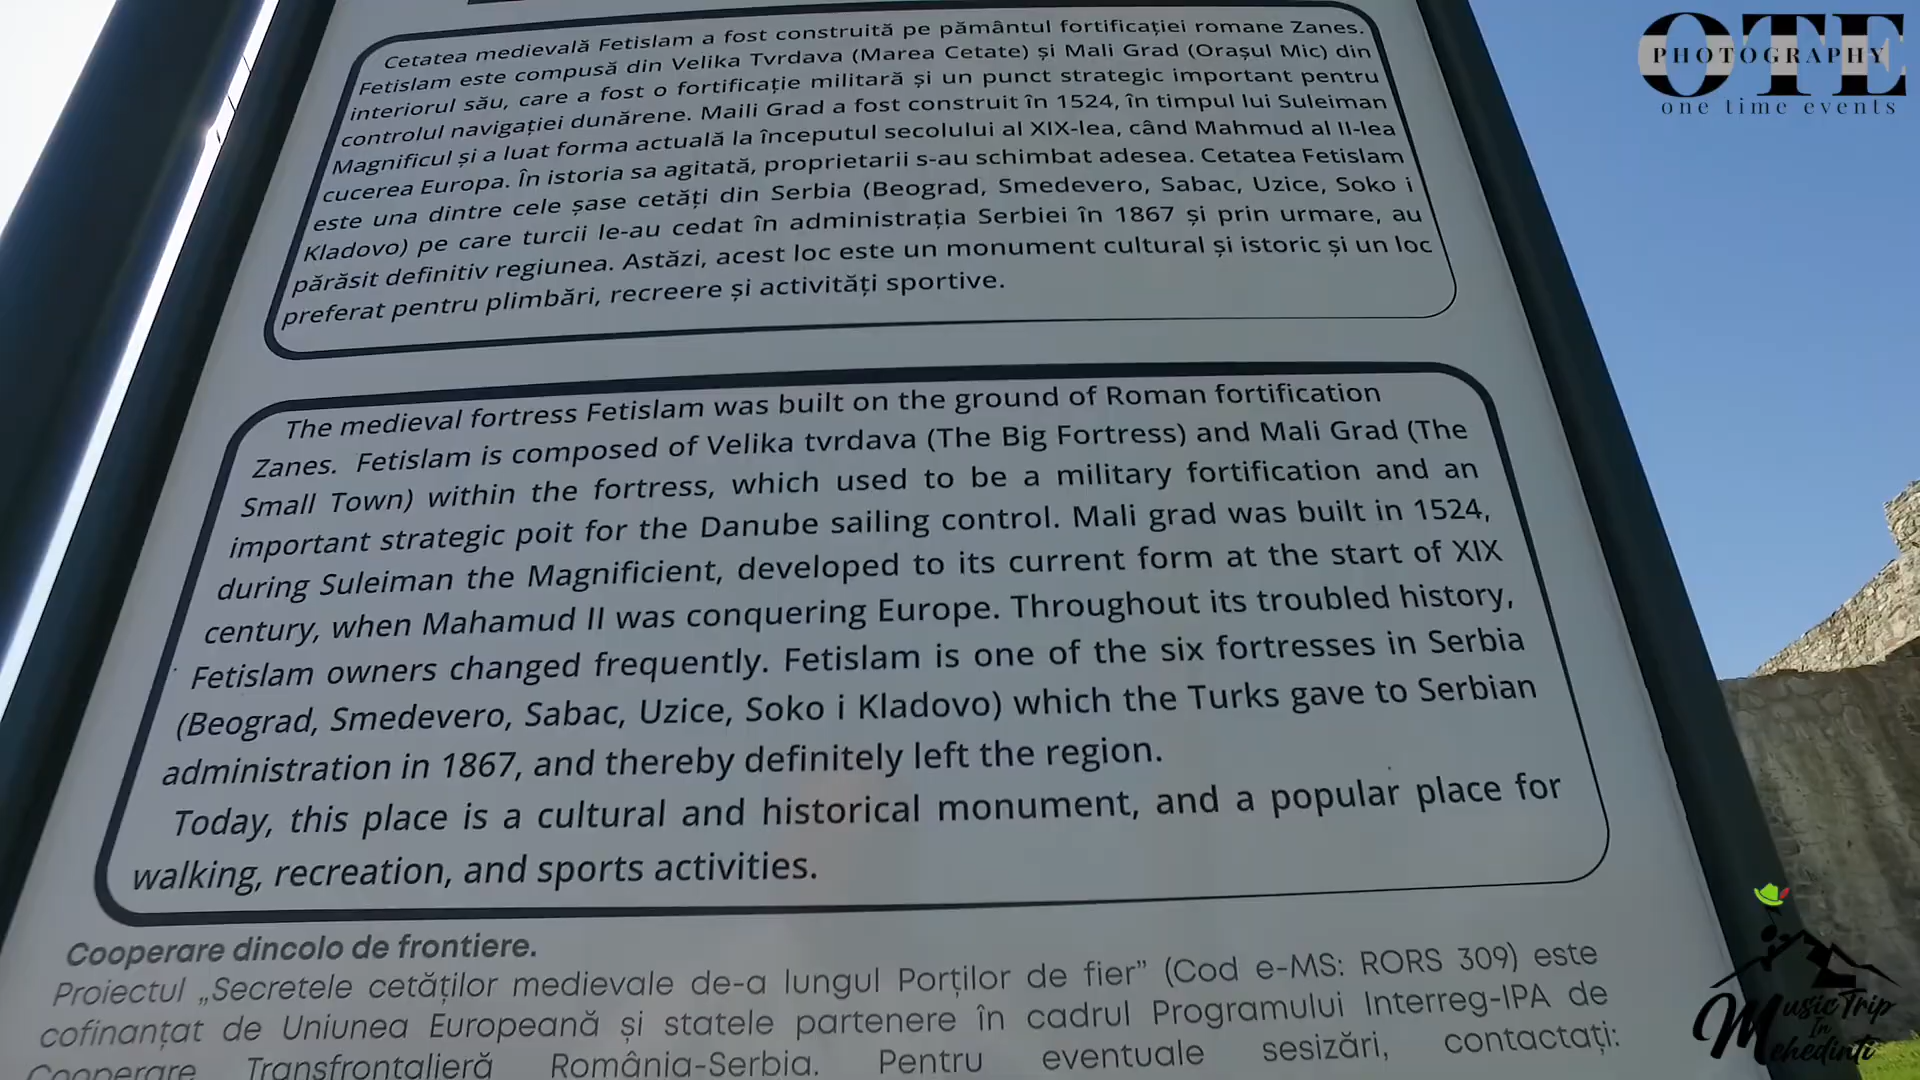 Cetatea medievală Fetislam a fost construită pe pământul fortificației romane Zanes.
Fetislam este compusă din Velika Tvrdava (Marea Cetate) și Mali Grad (Orașul Mic) din
interiorul său, care a fost o fortificație militară și un punct strategic important pentru
controlul navigației dunărene. Maili Grad a fost construit în 1524, în timpul lui Suleiman
Magnificul și a luat forma actuală la începutul secolului al XIX-lea, când Mahmud al II-lea
cucerea Europa. În istoria sa agitată, proprietarii s-au schimbat adesea. Cetatea Fetislam
este una dintre cele șase cetăți din Serbia (Beograd, Smedevero, Sabac, Uzice, Soko i
Kladovo) pe care turcii le-au cedat în administrația Serbiei în 1867 și prin urmare, au
părăsit definitiv regiunea. Astăzi, acest loc este un monument cultural și istoric și un loc
preferat pentru plimbări, recreere și activități sportive.
The medieval fortress Fetislam was built on the ground of Roman fortification
Zanes. Fetislam is composed of Velika tvrdava (The Big Fortress) and Mali Grad (The
Small Town) within the fortress, which used to be a military fortification and an
important strategic poit for the Danube sailing control. Mali grad was built in 1524,
during Suleiman the Magnificient, developed to its current form at the start of XIX
century, when Mahamud II was conquering Europe. Throughout its troubled history,
Fetislam owners changed frequently. Fetislam is one of the six fortresses in Serbia
(Beograd, Smedevero, Sabac, Uzice, Soko i Kladovo) which the Turks gave to Serbian
administration in 1867, and thereby definitely left the region.
Today, this place is a cultural and historical monument, and a popular place for
walking, recreation, and sports activities.
Cooperare dincolo de frontiere.
Proiectul „Secretele cetăților medievale de-a lungul Porților de fier” (Cod e-MS: RORS 309) este
cofinanțat de Uniunea Europeană și statele partenere în cadrul Programului Interreg-IPA de
Cooperare Transfrontalieră România-Serbia. Pentru eventuale sesizări, contactați:
OTE
PHOTOGRAPHY
one time events
Music Trip
In
Mehedinti